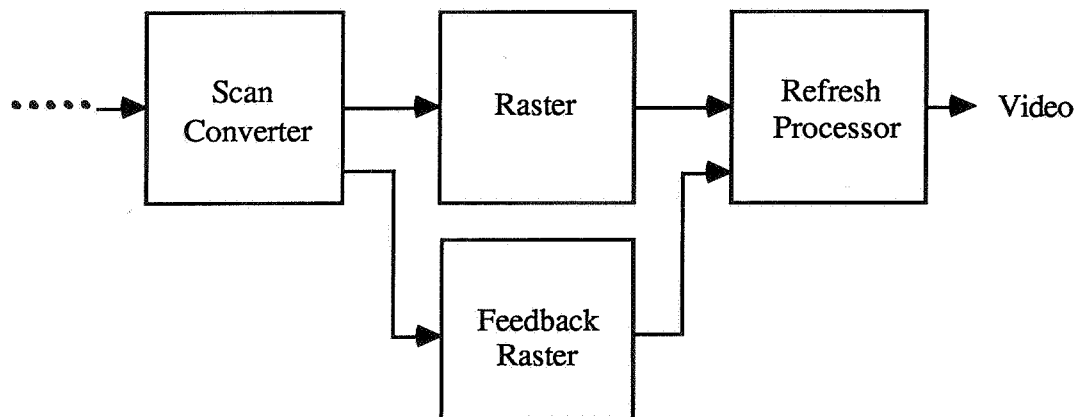 Scan
Converter
Raster
Refresh
Processor
Video
Feedback
Raster